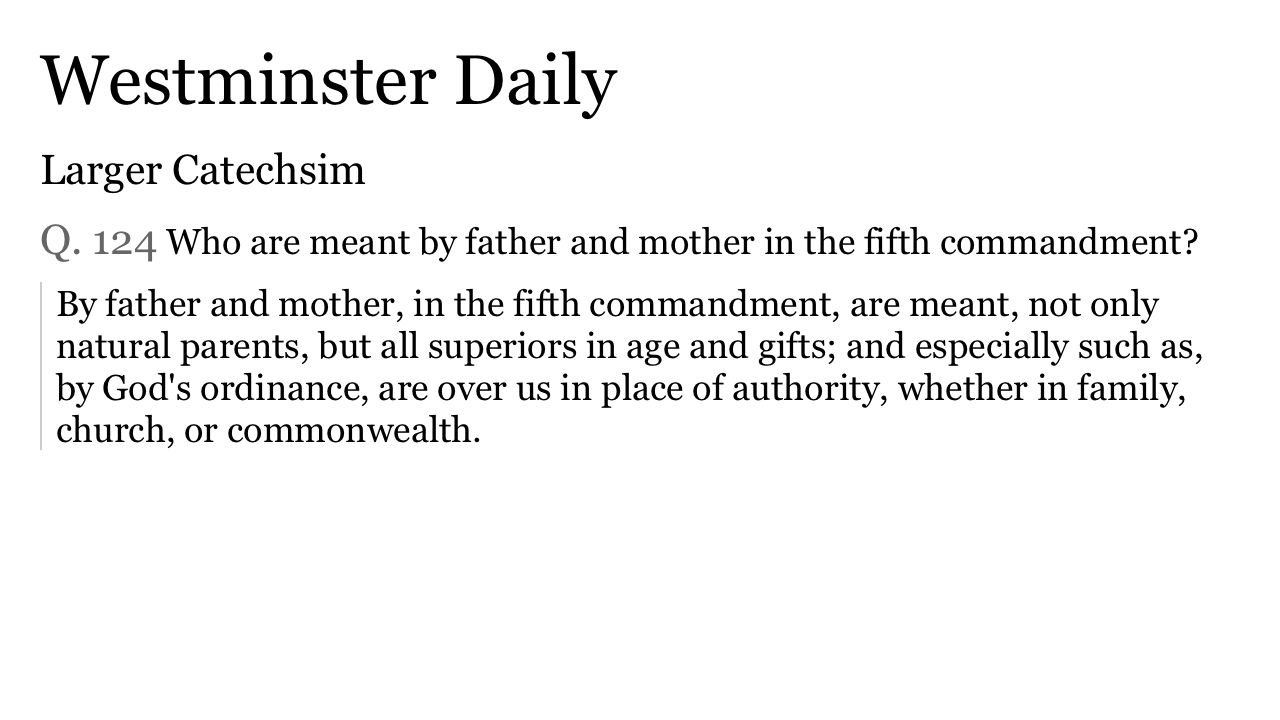 Westminster Daily
Larger Catechsim
Q. 124 Who are meant by father and mother in the fifth commandment?
By father and mother, in the fifth commandment, are meant, not only
natural parents, but all superiors in age and gifts; and especially such as,
by God's ordinance, are over us in place of authority, whether in family,
church, or commonwealth.